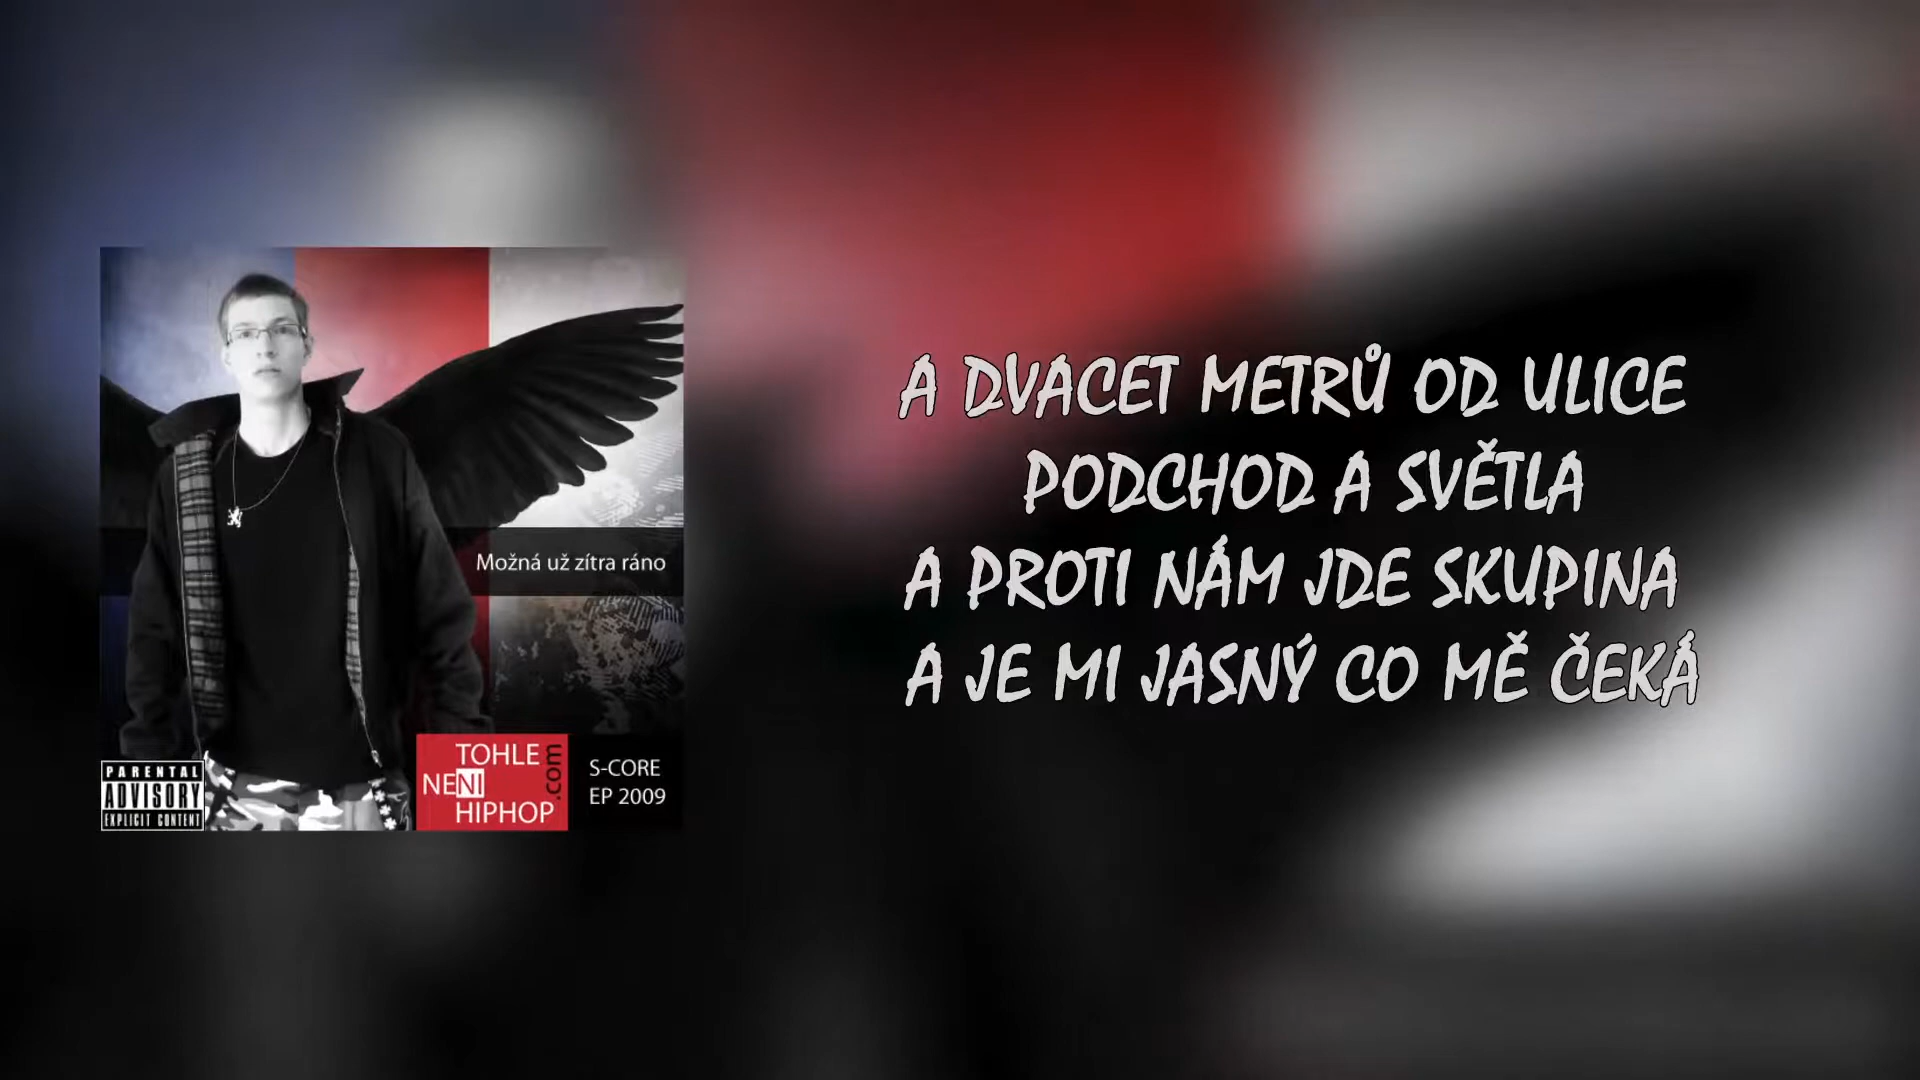 A DVACET METRŮ OD ULICE
PODCHOD A SVĚTLA
A PROTI NÁM JDE SKUPINA
A JE MI JASNÝ CO MĚ ČEKÁ
Možná už zítra ráno
PARENTAL
ADVISORY
EXPLICIT CONTENT
TOHLE
NENI
HIPHOP
.com
S-CORE
EP 2009